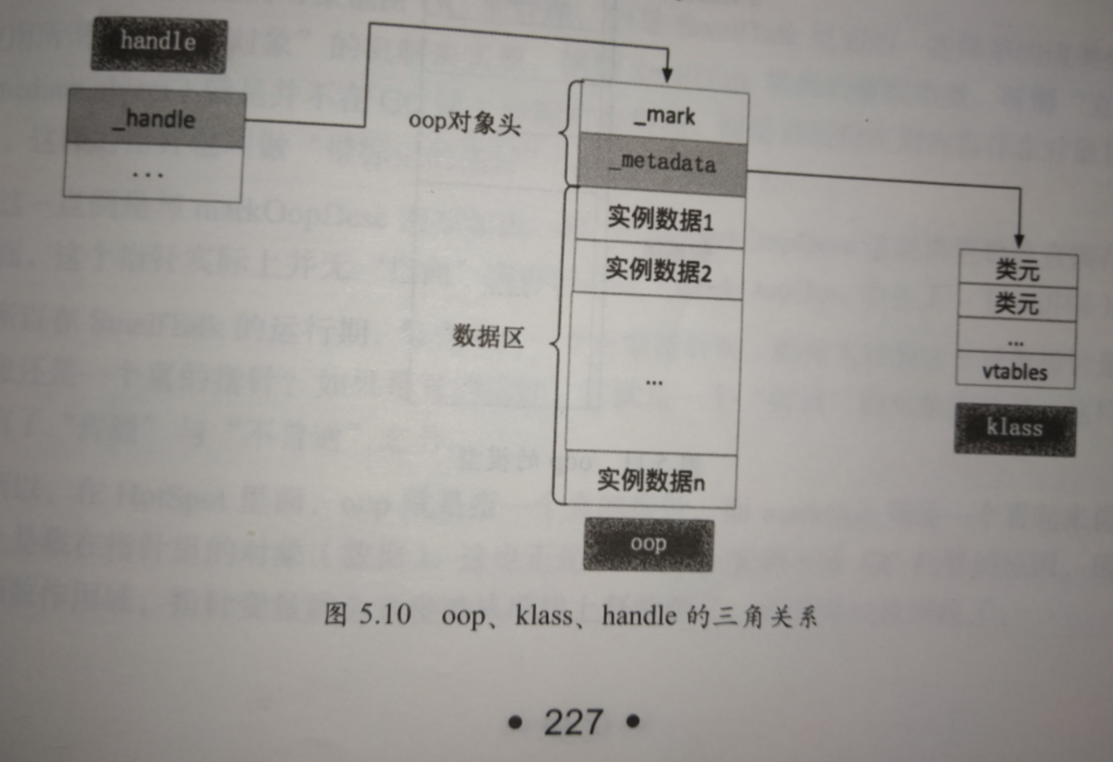 handle
_handle
...
oop对象头
_mark
_metadata
数据区
实例数据1
实例数据2
...
实例数据n
oop
类元
类元
...
vtables
klass
图 5.10 oop、klass、handle 的三角关系
• 227 •